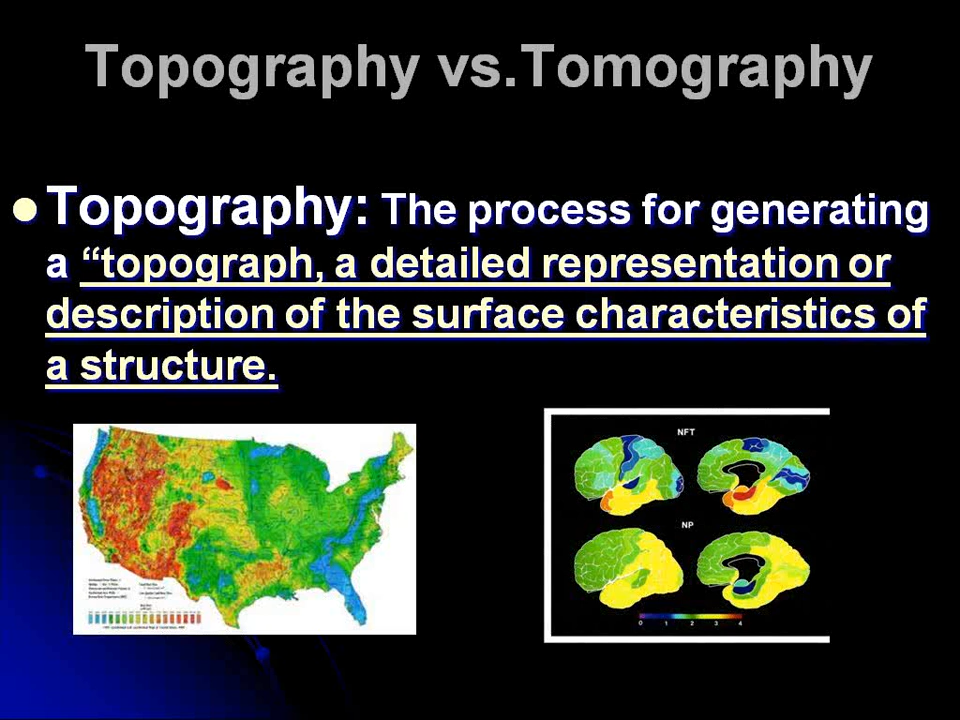 Topography vs.Tomography
Topography: The process for generating
a “topograph, a detailed representation or
description of the surface characteristics of
a structure.
NFT
NP
0 1 2 3 4